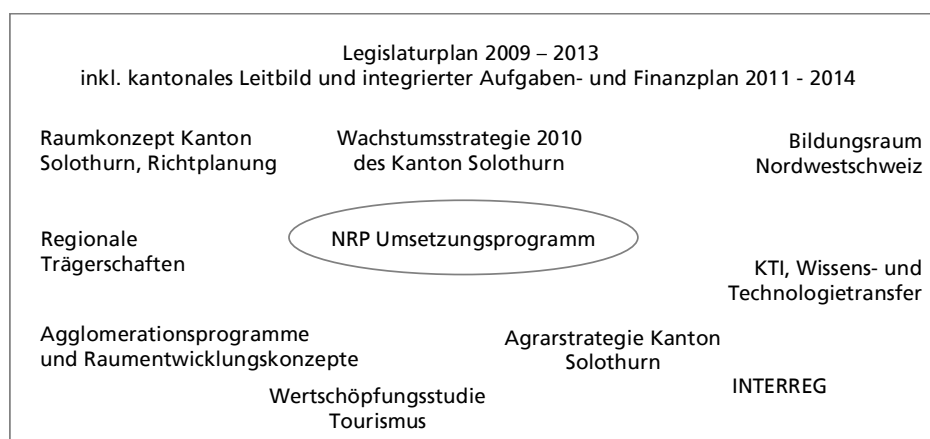 Legislaturplan 2009 – 2013
inkl. kantonales Leitbild und integrierter Aufgaben- und Finanzplan 2011 - 2014
Raumkonzept Kanton
Solothurn, Richtplanung
Wachstumsstrategie 2010
des Kanton Solothurn
Bildungsraum
Nordwestschweiz
Regionale
Trägerschaften
NRP Umsetzungsprogramm
KTI, Wissens- und
Technologietransfer
Agglomerationsprogramme
und Raumentwicklungskonzepte
Agrarstrategie Kanton
Solothurn
Wertschöpfungsstudie
Tourismus
INTERREG